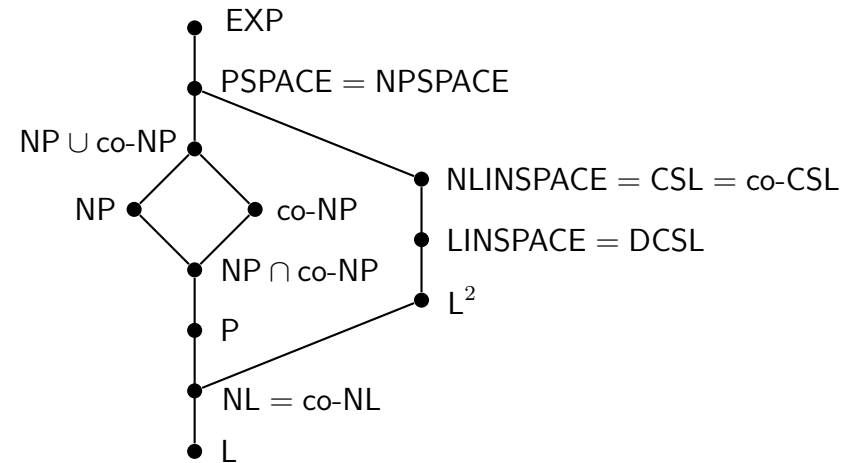 EXP
PSPACE = NPSPACE
NP ∪ co-NP
NLINSPACE = CSL = co-CSL
NP
co-NP
LINSPACE = DCSL
NP ∩ co-NP
L²
P
NL = co-NL
L